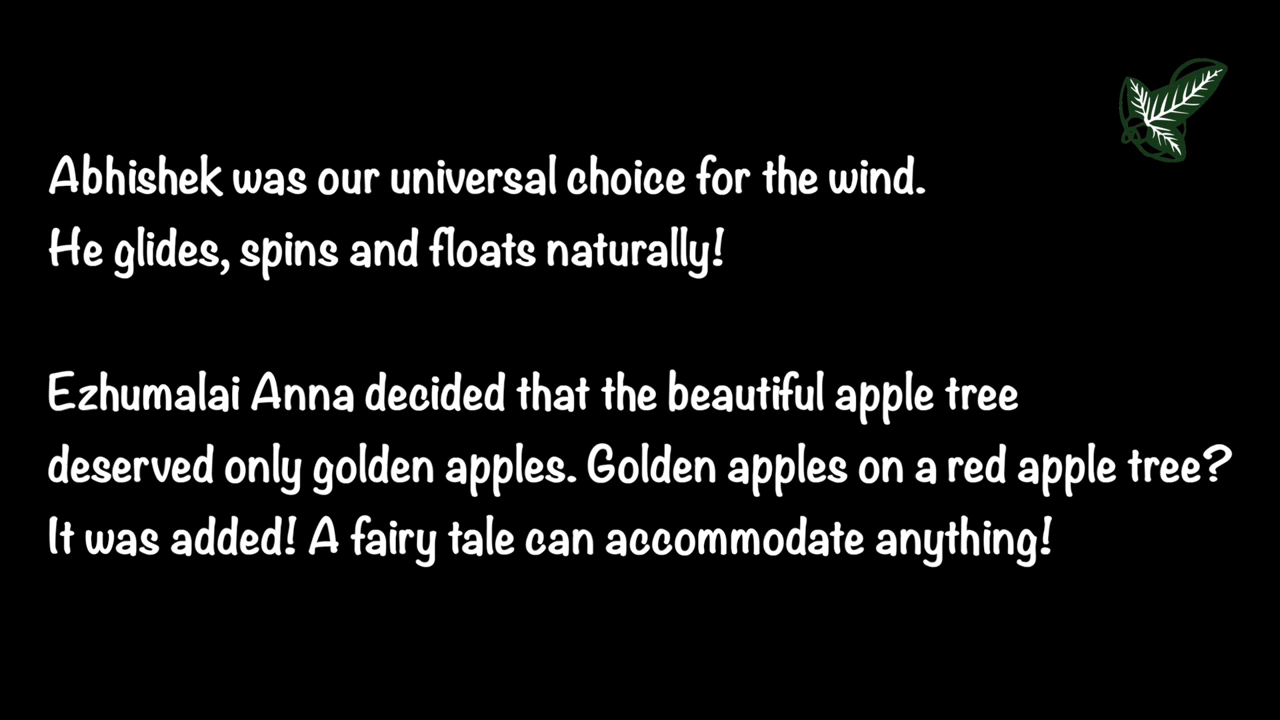 Abhishek was our universal choice for the wind.
He glides, spins and floats naturally!
Ezhumalai Anna decided that the beautiful apple tree
deserved only golden apples. Golden apples on a red apple tree?
It was added! A fairy tale can accommodate anything!